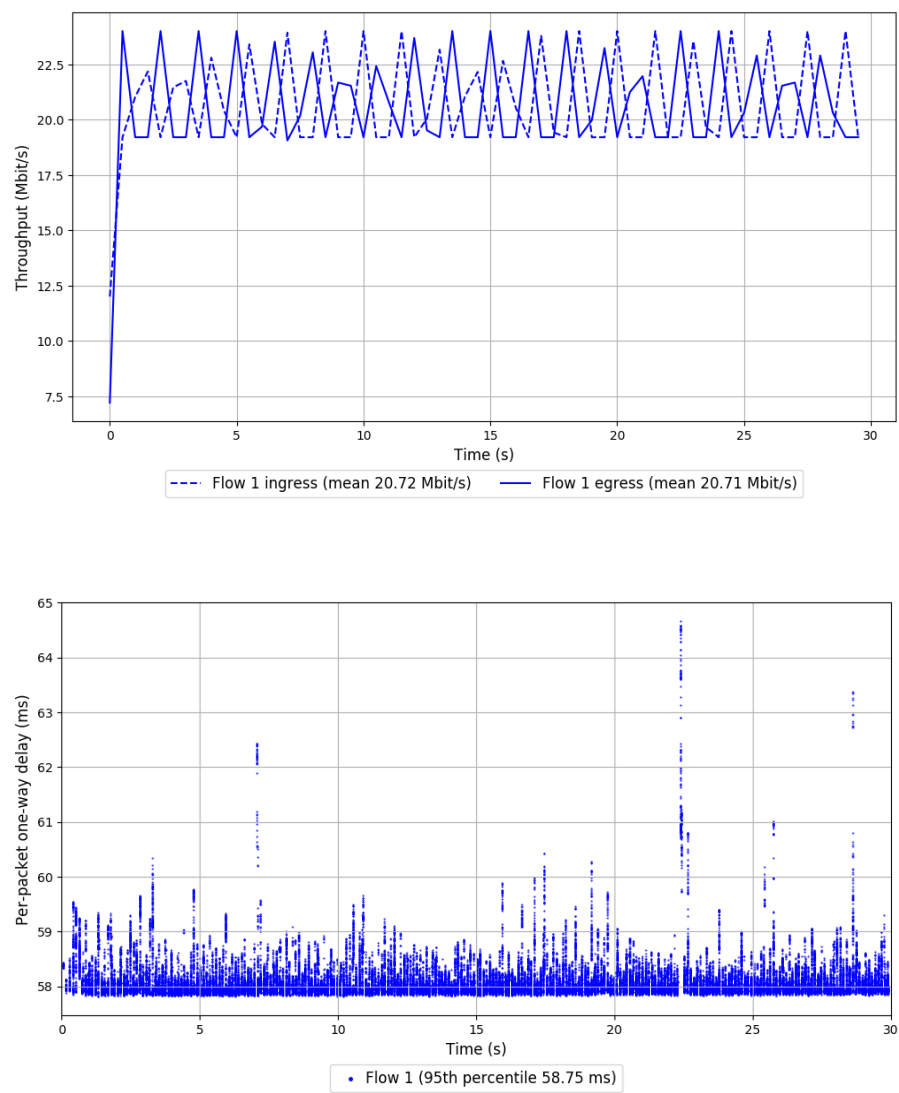 22.5
20.0
17.5
15.0
12.5
10.0
7.5
Throughput (Mbit/s)
0 5 10 15 20 25 30
Time (s)
Flow 1 ingress (mean 20.72 Mbit/s) Flow 1 egress (mean 20.71 Mbit/s)
65
64
63
62
61
60
59
58
Per-packet one-way delay (ms)
0 5 10 15 20 25 30
Time (s)
Flow 1 (95th percentile 58.75 ms)